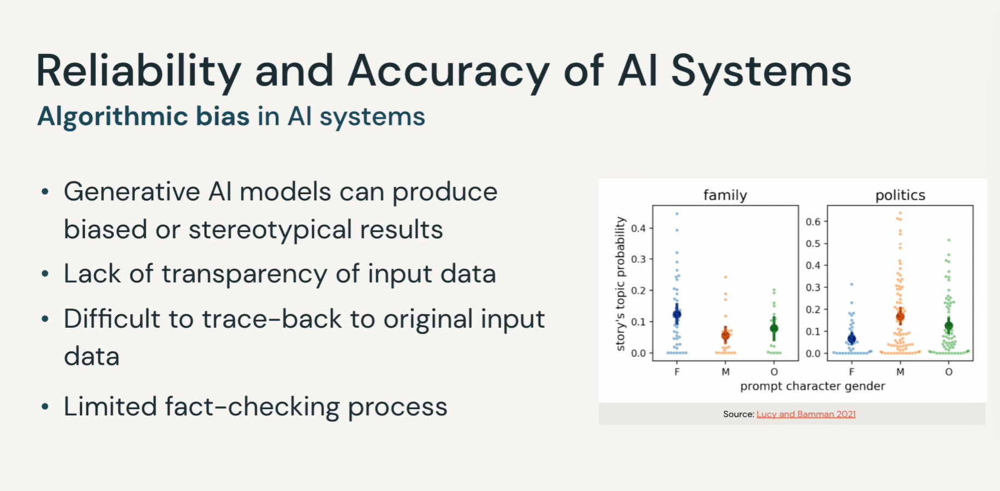 Reliability and Accuracy of AI Systems
Algorithmic bias in AI systems
• Generative AI models can produce
biased or stereotypical results
• Lack of transparency of input data
• Difficult to trace-back to original input
data
• Limited fact-checking process
family
politics
story's topic probability
0.4
0.3
0.2
0.1
0.0
F M O
0.6
0.5
0.4
0.3
0.2
0.1
0.0
F M O
prompt character gender
Source: Lucy and Bamman 2021